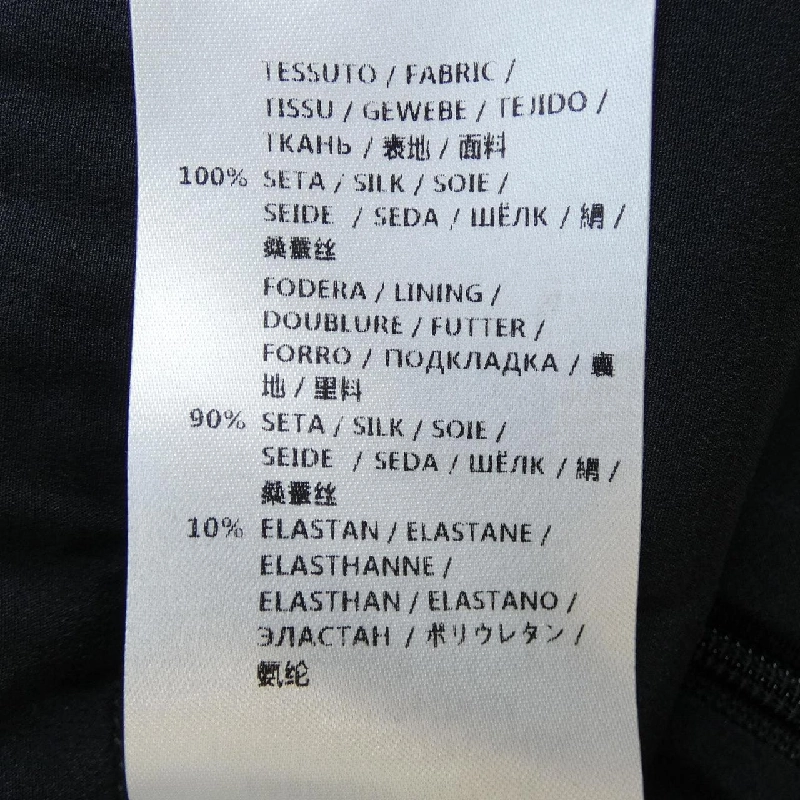 TESSUTO / FABRIC /
TISSU / GEWEBE / TEJIDO /
ТКАНЬ / 表地 / 面料
100% SETA / SILK / SOIE /
SEIDE / SEDA / ШЁЛК / 絹 /
桑蚕丝
FODERA / LINING /
DOUBLURE / FUTTER /
FORRO / ПОДКЛАДКА / 裏
地 / 里料
90% SETA / SILK / SOIE /
SEIDE / SEDA / ШЁЛК / 絹 /
桑蚕丝
10% ELASTAN / ELASTANE /
ELASTHANNE /
ELASTHAN / ELASTANO /
ЭЛАСТАН / ポリウレタン /
氨纶